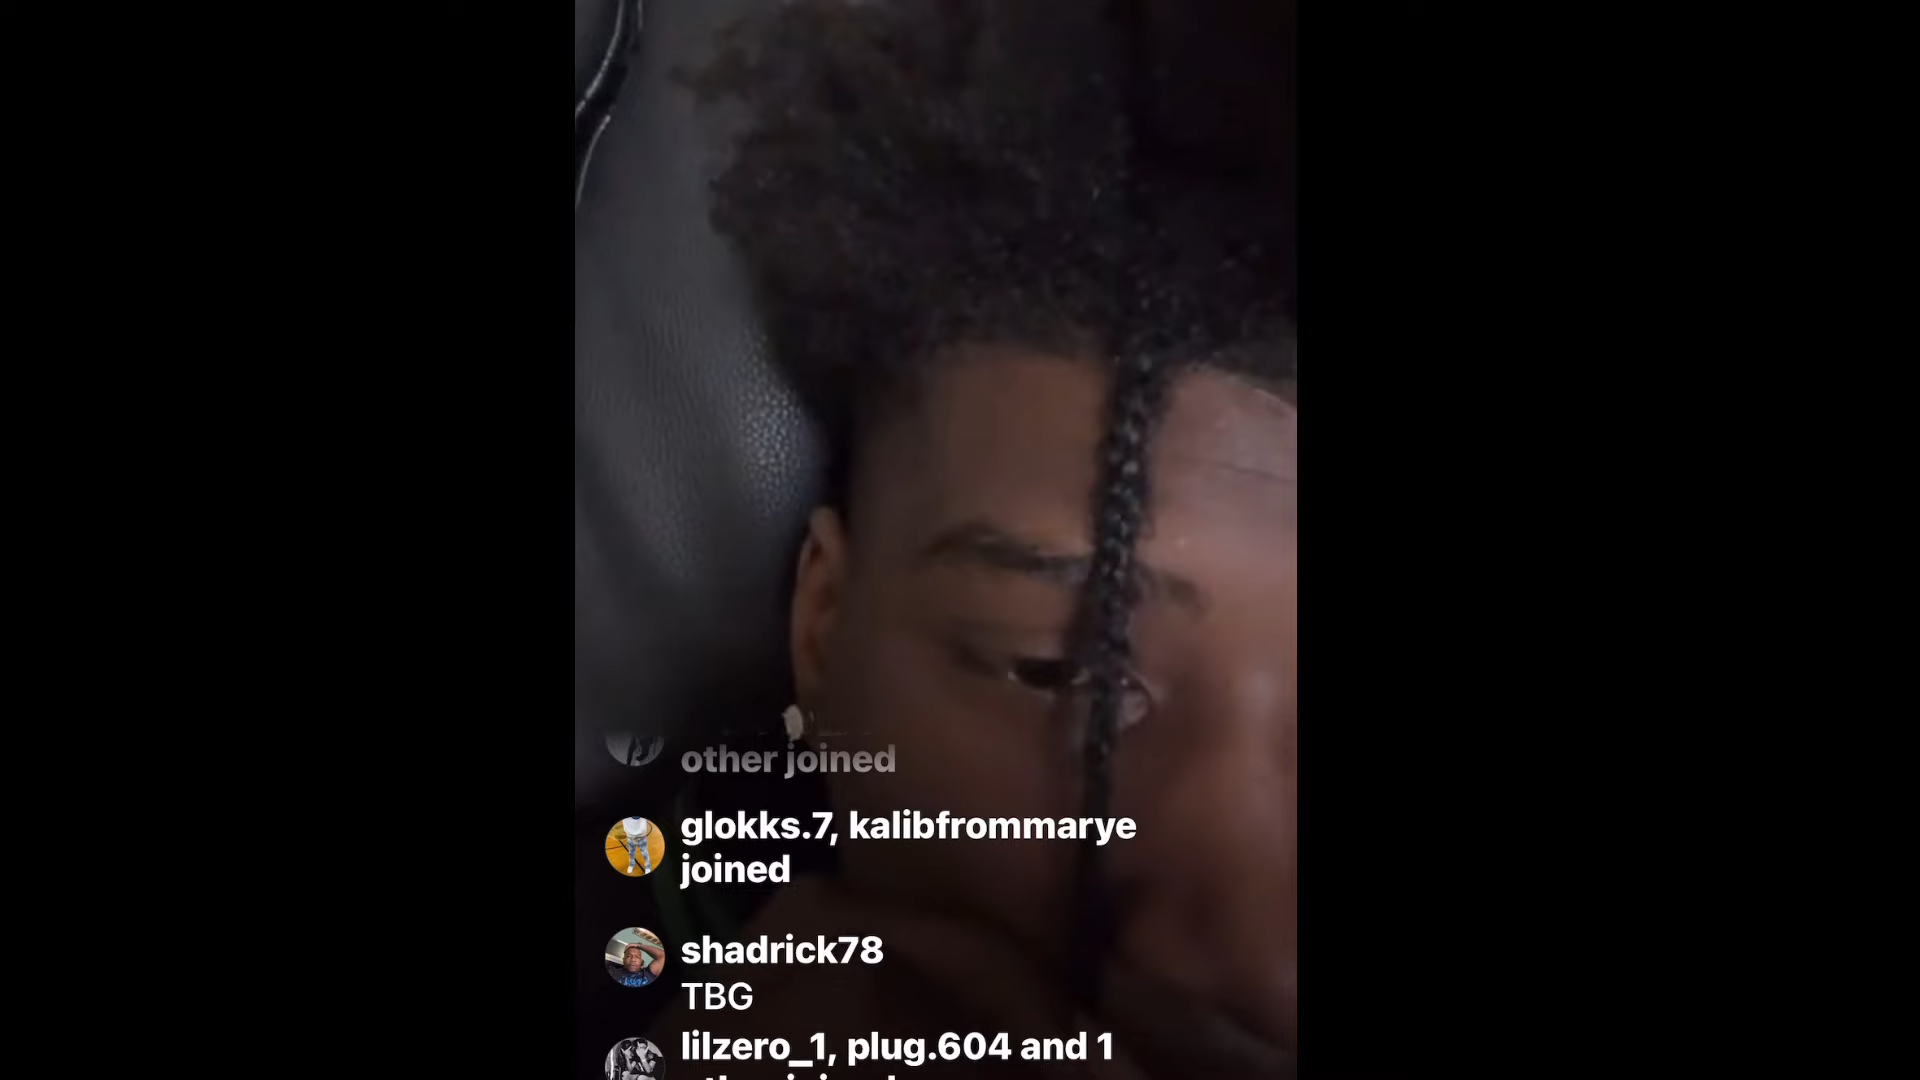 other joined
glokks.7, kalibfrommarye
joined
shadrick78
TBG
lilzero_1, plug.604 and 1